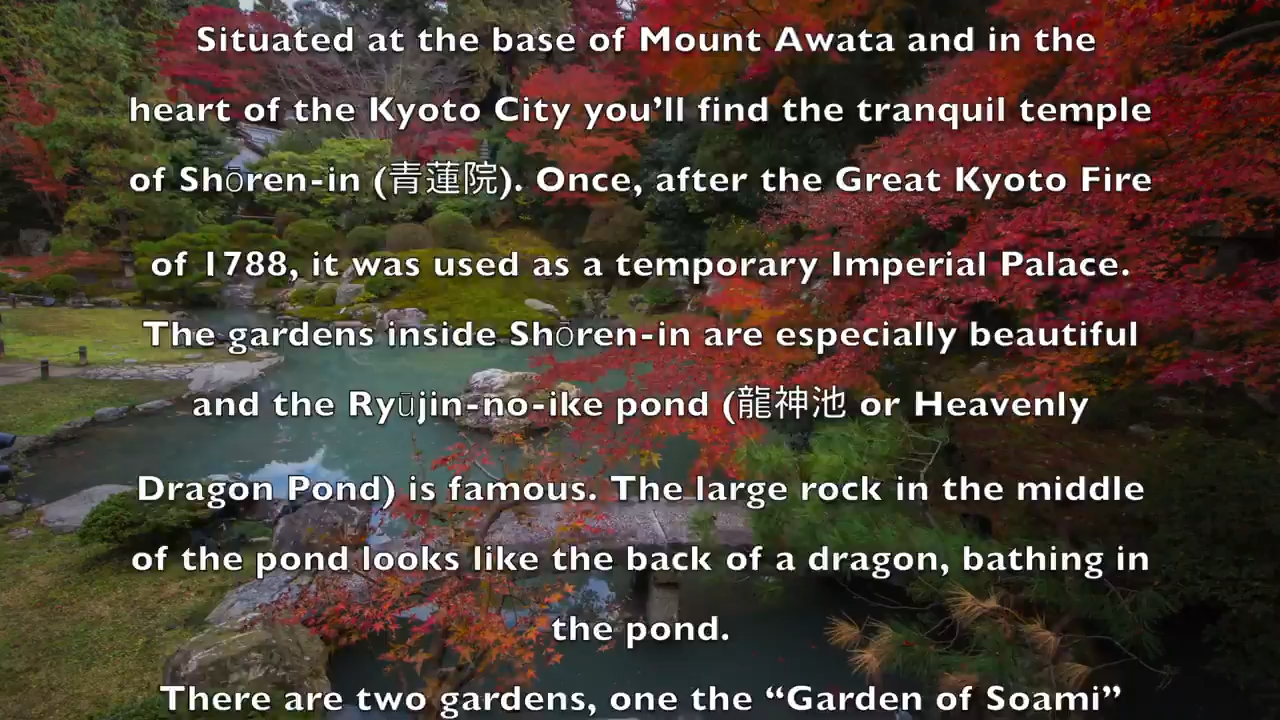 Situated at the base of Mount Awata and in the
heart of the Kyoto City you’ll find the tranquil temple
of Shōren-in (青蓮院). Once, after the Great Kyoto Fire
of 1788, it was used as a temporary Imperial Palace.
The gardens inside Shōren-in are especially beautiful
and the Ryūjin-no-ike pond (龍神池 or Heavenly
Dragon Pond) is famous. The large rock in the middle
of the pond looks like the back of a dragon, bathing in
the pond.
There are two gardens, one the “Garden of Soami”